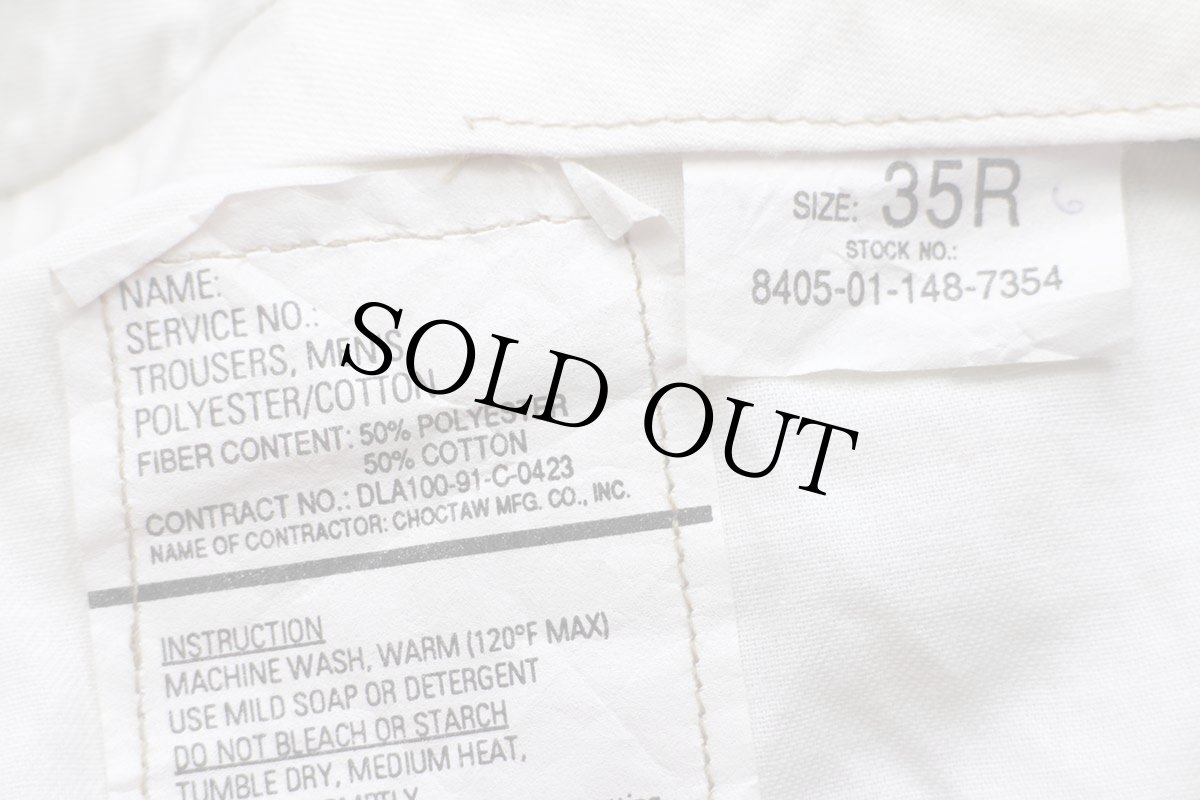 NAME:
SERVICE NO.:
TROUSERS, MEN'S
POLYESTER/COTTON
FIBER CONTENT: 50% POLYESTER
50% COTTON
CONTRACT NO.: DLA100-91-C-0423
NAME OF CONTRACTOR: CHOCTAW MFG. CO., INC.
INSTRUCTION
MACHINE WASH, WARM (120°F MAX)
USE MILD SOAP OR DETERGENT
DO NOT BLEACH OR STARCH
TUMBLE DRY, MEDIUM HEAT,
SIZE: 35R 6
STOCK NO.:
8405-01-148-7354
SOLD OUT